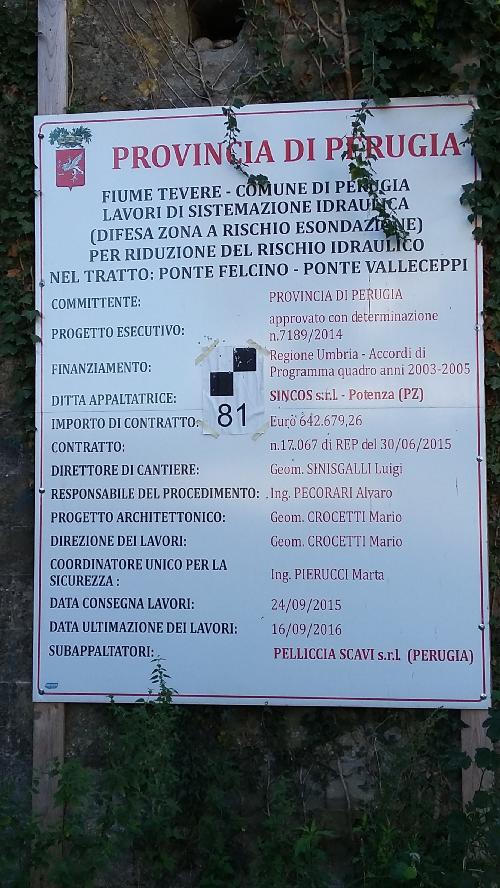 PROVINCIA DI PERUGIA
FIUME TEVERE - COMUNE DI PERUGIA
LAVORI DI SISTEMAZIONE IDRAULICA
(DIFESA ZONA A RISCHIO ESONDAZIONE)
PER RIDUZIONE DEL RISCHIO IDRAULICO
NEL TRATTO: PONTE FELCINO - PONTE VALLECEPPI
COMMITTENTE: PROVINCIA DI PERUGIA
PROGETTO ESECUTIVO: approvato con determinazione
n.7189/2014
FINANZIAMENTO: Regione Umbria - Accordi di
Programma quadro anni 2003-2005
DITTA APPALTATRICE: SINCOS s.r.l. - Potenza (PZ)
81
IMPORTO DI CONTRATTO: Euro 642.679,26
CONTRATTO: n.17.067 di REP del 30/06/2015
DIRETTORE DI CANTIERE: Geom. SINISGALLI Luigi
RESPONSABILE DEL PROCEDIMENTO: Ing. PECORARI Alvaro
PROGETTO ARCHITETTONICO: Geom. CROCETTI Mario
DIREZIONE DEI LAVORI: Geom. CROCETTI Mario
COORDINATORE UNICO PER LA
SICUREZZA : Ing. PIERUCCI Marta
DATA CONSEGNA LAVORI: 24/09/2015
DATA ULTIMAZIONE DEI LAVORI: 16/09/2016
SUBAPPALTATORI: PELLICCIA SCAVI s.r.l. (PERUGIA)